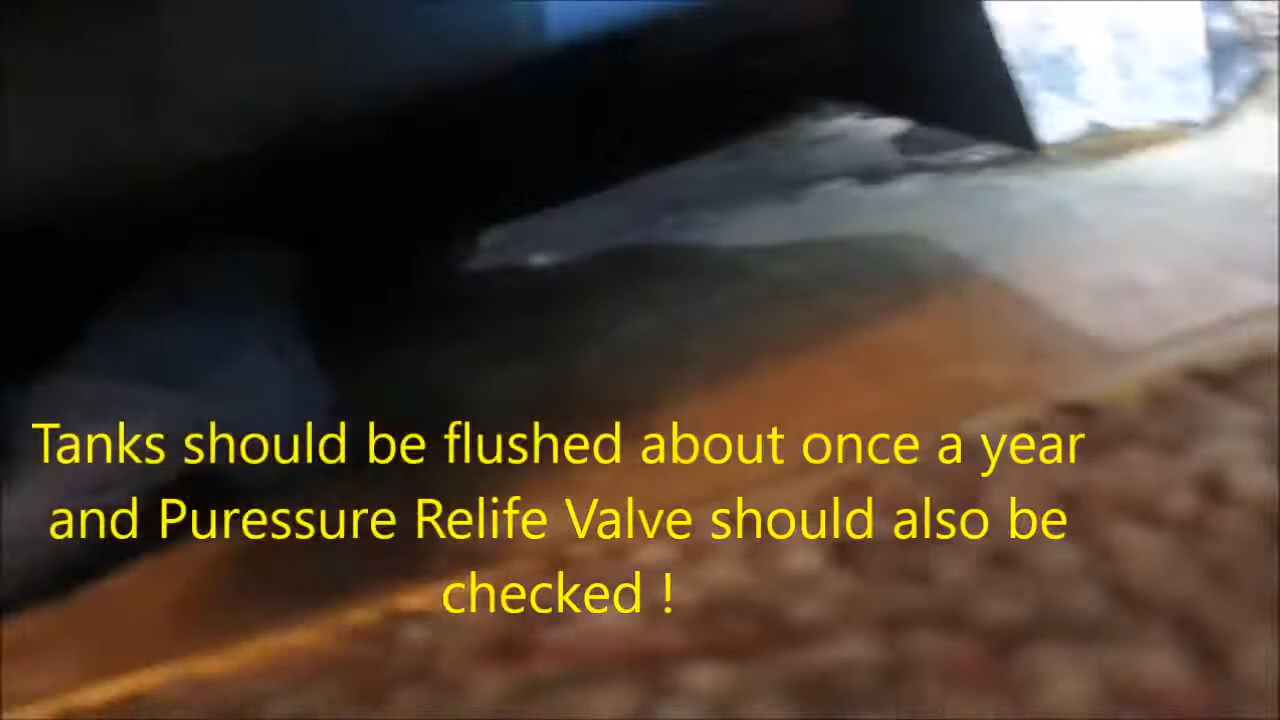 Tanks should be flushed about once a year
and Puressure Relife Valve should also be
checked !